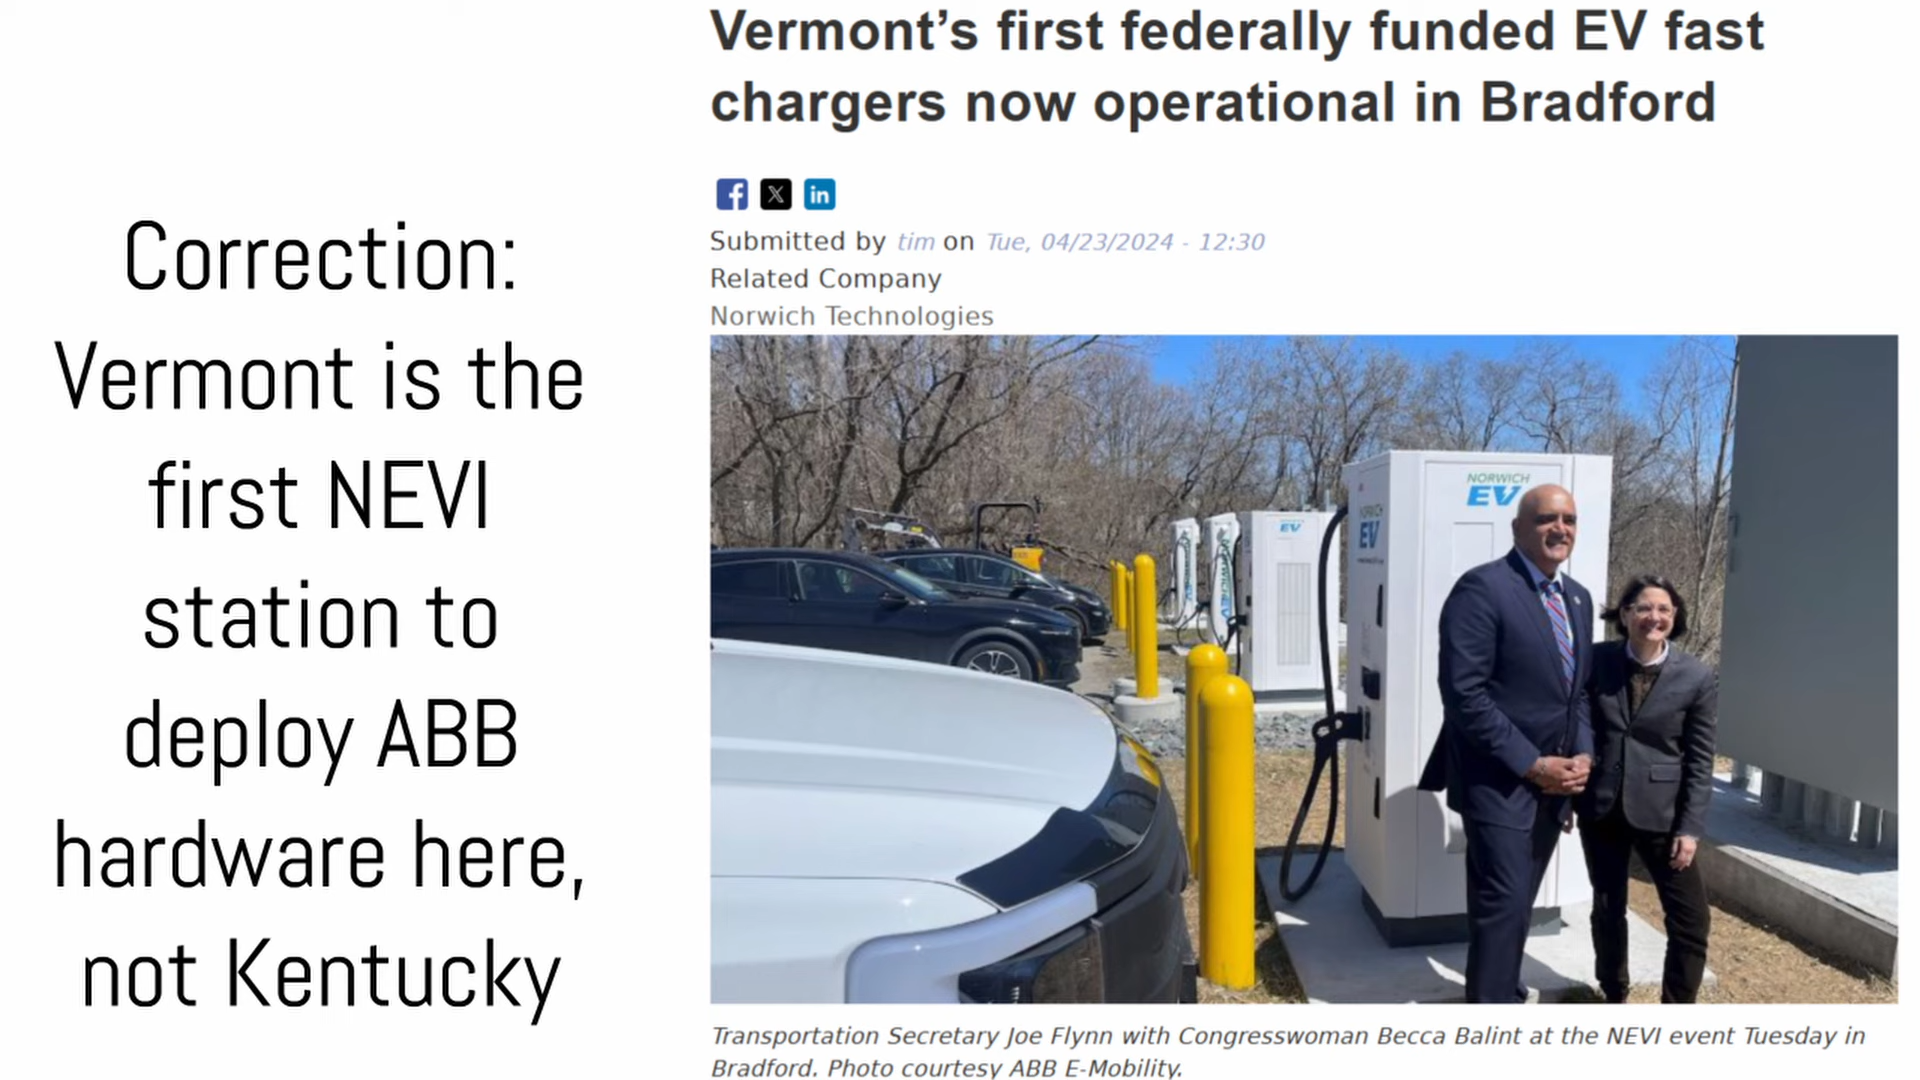 Correction:
Vermont is the
first NEVI
station to
deploy ABB
hardware here,
not Kentucky
Vermont’s first federally funded EV fast
chargers now operational in Bradford
Submitted by tim on Tue, 04/23/2024 - 12:30
Related Company
Norwich Technologies
NORWICH
EV
NORWICH
EV
EV
Transportation Secretary Joe Flynn with Congresswoman Becca Balint at the NEVI event Tuesday in
Bradford. Photo courtesy ABB E-Mobility.